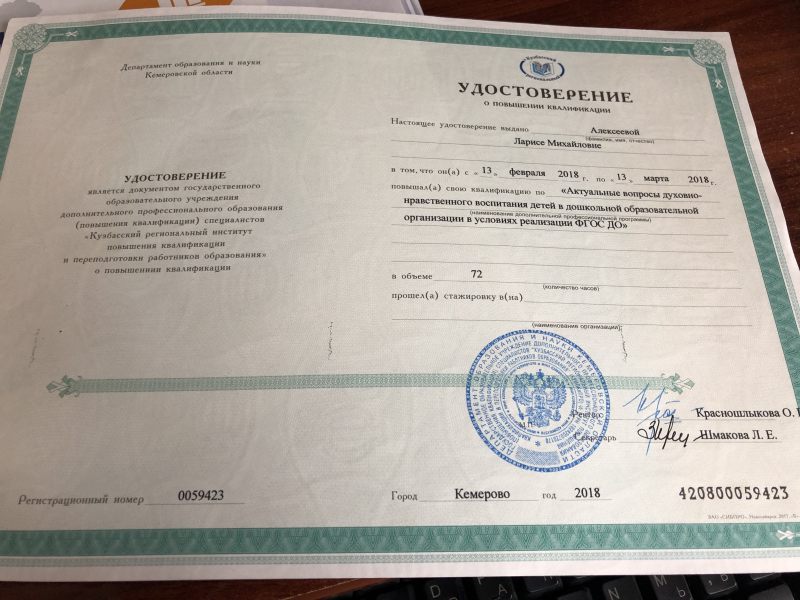 Департамент образования и науки
Кемеровской области
УДОСТОВЕРЕНИЕ
является документом государственного
образовательного учреждения
дополнительного профессионального образования
(повышения квалификации) специалистов
«Кузбасский региональный институт
повышения квалификации
и переподготовки работников образования»
о повышении квалификации
Регистрационный номер 0059423
УДОСТОВЕРЕНИЕ
О ПОВЫШЕНИИ КВАЛИФИКАЦИИ
Настоящее удостоверение выдано Алексеевой
(фамилия, имя, отчество)
Ларисе Михайловне
в том, что он(а) с «13» февраля 2018 г. по «13» марта 2018 г.
повышал(а) свою квалификацию по «Актуальные вопросы духовно-
нравственного воспитания детей в дошкольной образовательной
(наименование дополнительной профессиональной программы)
организации в условиях реализации ФГОС ДО»
в объеме 72
(количество часов)
прошел(а) стажировку в(на)
(наименование организации)
М.П.
Ректор Красношлыкова О.
Секретарь Шмакова Л. Е.
Город Кемерово год 2018
420800059423